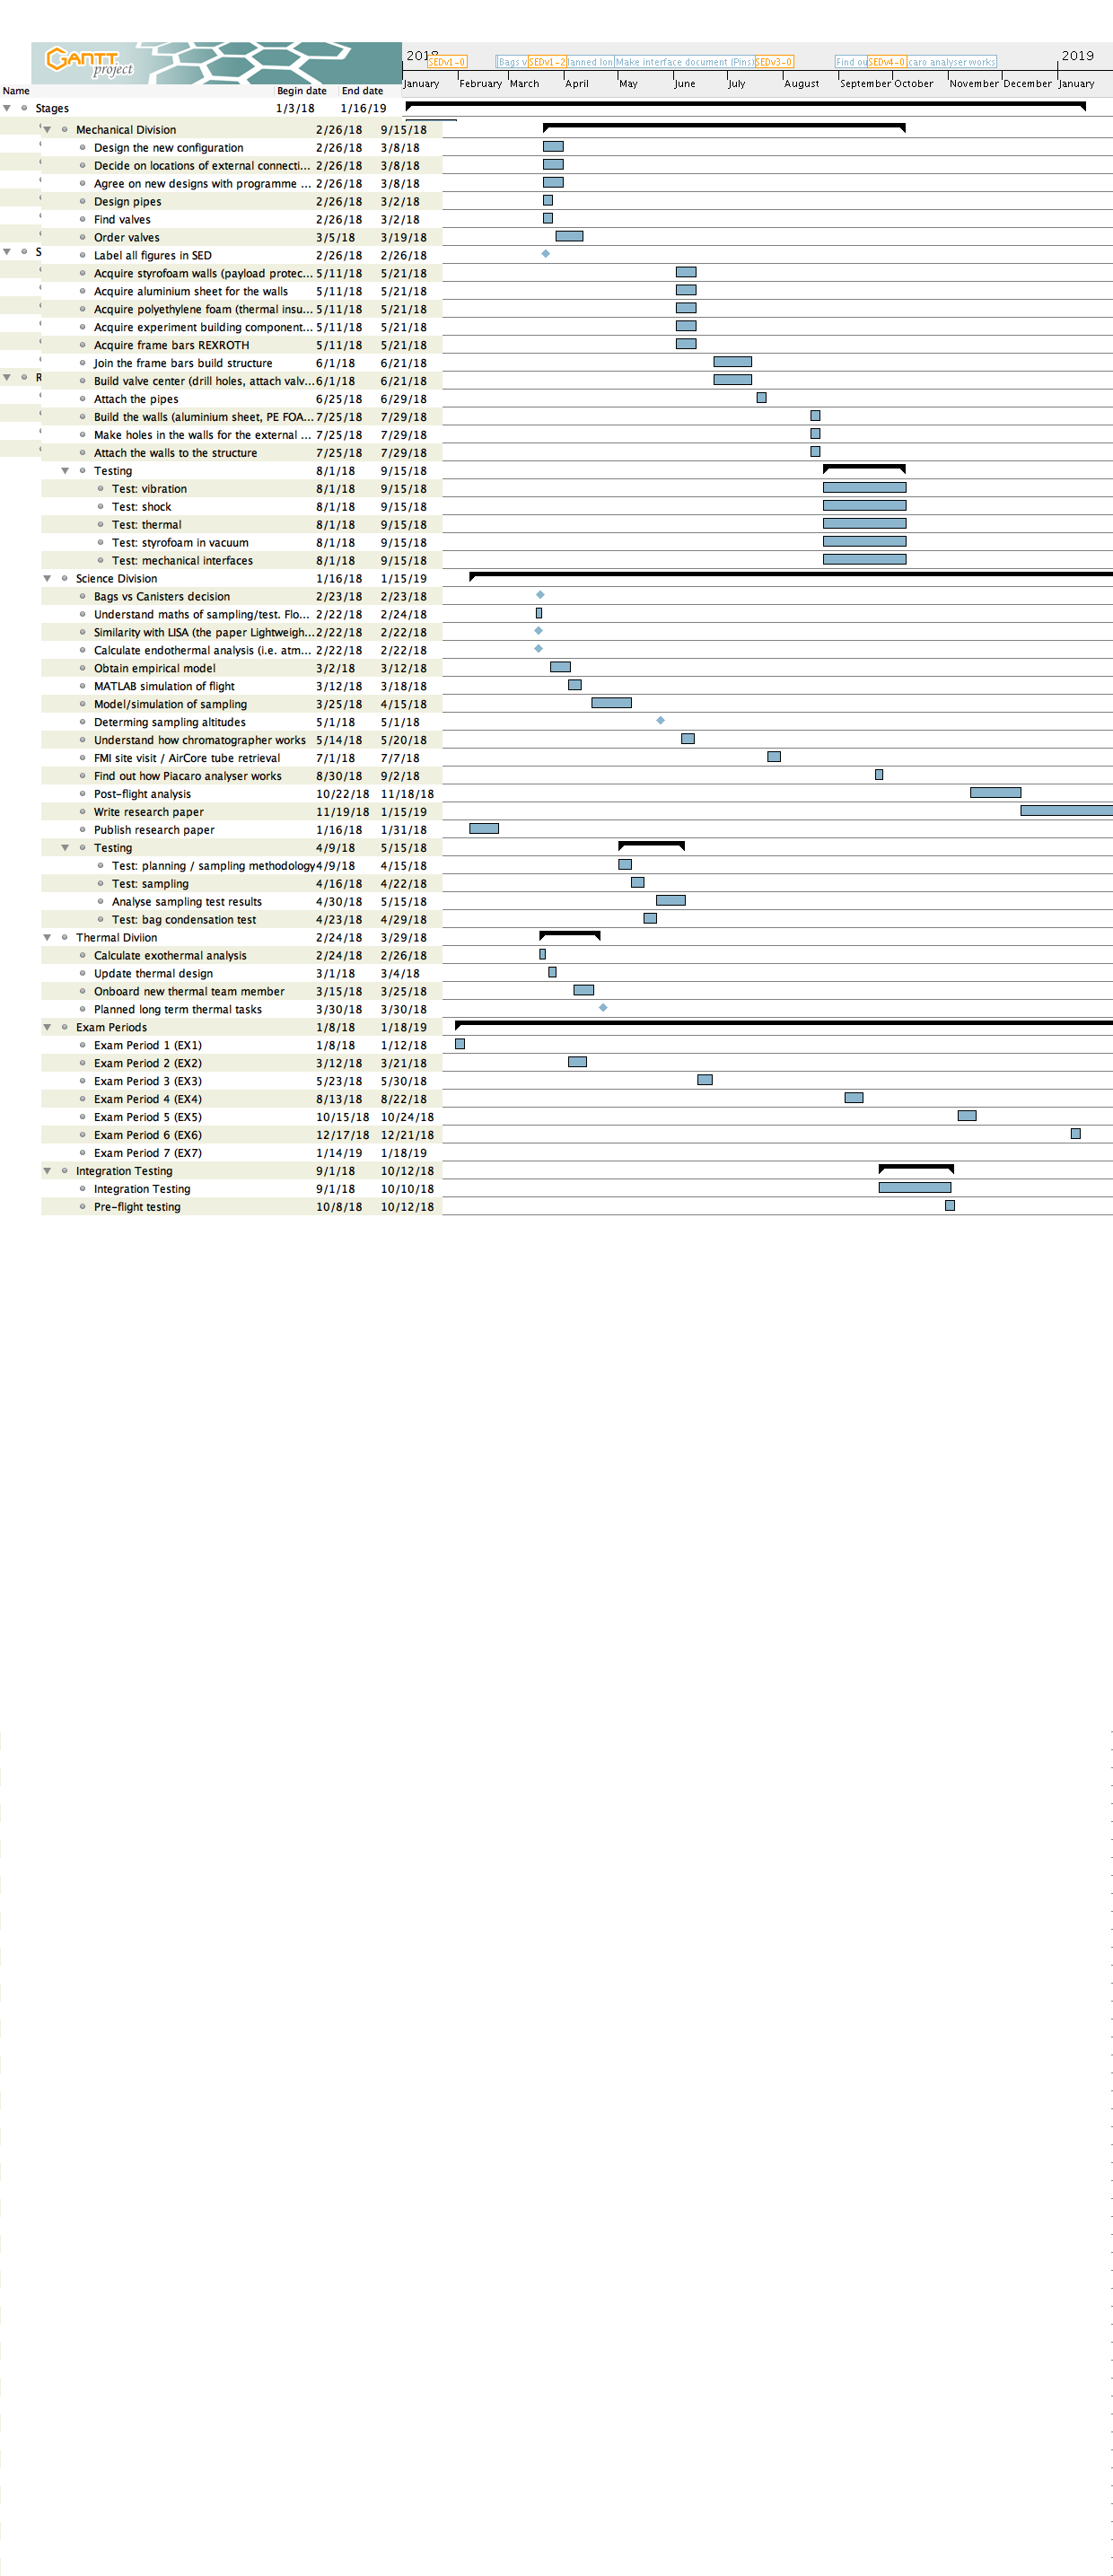 GANTT
project
2018 2019
SEDv1-0 Bags v SEDv1-2 lanned lon Make interface document (Pins) SEDv3-0 Find ou SEDv4-0 caro analyser works
January February March April May June July August September October November December January
Name Begin date End date
Stages 1/3/18 1/16/19
Mechanical Division 2/26/18 9/15/18
Design the new configuration 2/26/18 3/8/18
Decide on locations of external connecti... 2/26/18 3/8/18
Agree on new designs with programme ... 2/26/18 3/8/18
Design pipes 2/26/18 3/2/18
Find valves 2/26/18 3/2/18
Order valves 3/5/18 3/19/18
S Label all figures in SED 2/26/18 2/26/18
Acquire styrofoam walls (payload protec... 5/11/18 5/21/18
Acquire aluminium sheet for the walls 5/11/18 5/21/18
Acquire polyethylene foam (thermal insu... 5/11/18 5/21/18
Acquire experiment building component... 5/11/18 5/21/18
Acquire frame bars REXROTH 5/11/18 5/21/18
Join the frame bars build structure 6/1/18 6/21/18
R Build valve center (drill holes, attach valv... 6/1/18 6/21/18
Attach the pipes 6/25/18 6/29/18
Build the walls (aluminium sheet, PE FOA... 7/25/18 7/29/18
Make holes in the walls for the external ... 7/25/18 7/29/18
Attach the walls to the structure 7/25/18 7/29/18
Testing 8/1/18 9/15/18
Test: vibration 8/1/18 9/15/18
Test: shock 8/1/18 9/15/18
Test: thermal 8/1/18 9/15/18
Test: styrofoam in vacuum 8/1/18 9/15/18
Test: mechanical interfaces 8/1/18 9/15/18
Science Division 1/16/18 1/15/19
Bags vs Canisters decision 2/23/18 2/23/18
Understand maths of sampling/test. Flo... 2/22/18 2/24/18
Similarity with LISA (the paper Lightweigh... 2/22/18 2/22/18
Calculate endothermal analysis (i.e. atm... 2/22/18 2/22/18
Obtain empirical model 3/2/18 3/12/18
MATLAB simulation of flight 3/12/18 3/18/18
Model/simulation of sampling 3/25/18 4/15/18
Determing sampling altitudes 5/1/18 5/1/18
Understand how chromatographer works 5/14/18 5/20/18
FMI site visit / AirCore tube retrieval 7/1/18 7/7/18
Find out how Piacaro analyser works 8/30/18 9/2/18
Post-flight analysis 10/22/18 11/18/18
Write research paper 11/19/18 1/15/19
Publish research paper 1/16/18 1/31/18
Testing 4/9/18 5/15/18
Test: planning / sampling methodology 4/9/18 4/15/18
Test: sampling 4/16/18 4/22/18
Analyse sampling test results 4/30/18 5/15/18
Test: bag condensation test 4/23/18 4/29/18
Thermal Diviion 2/24/18 3/29/18
Calculate exothermal analysis 2/24/18 2/26/18
Update thermal design 3/1/18 3/4/18
Onboard new thermal team member 3/15/18 3/25/18
Planned long term thermal tasks 3/30/18 3/30/18
Exam Periods 1/8/18 1/18/19
Exam Period 1 (EX1) 1/8/18 1/12/18
Exam Period 2 (EX2) 3/12/18 3/21/18
Exam Period 3 (EX3) 5/23/18 5/30/18
Exam Period 4 (EX4) 8/13/18 8/22/18
Exam Period 5 (EX5) 10/15/18 10/24/18
Exam Period 6 (EX6) 12/17/18 12/21/18
Exam Period 7 (EX7) 1/14/19 1/18/19
Integration Testing 9/1/18 10/12/18
Integration Testing 9/1/18 10/10/18
Pre-flight testing 10/8/18 10/12/18